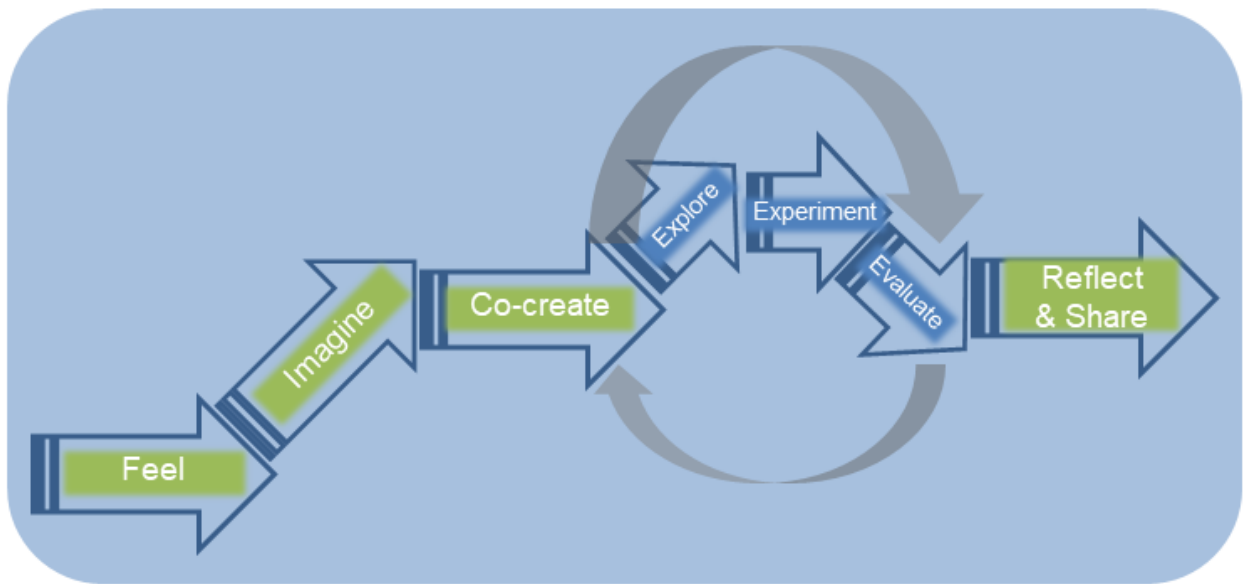 Feel
Imagine
Co-create
Explore
Experiment
Evaluate
Reflect
& Share